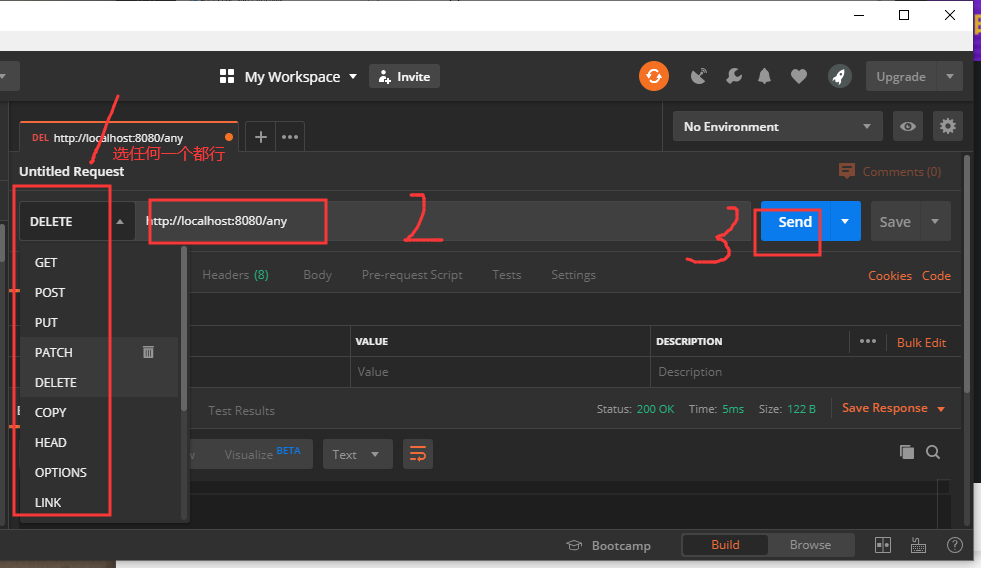 My Workspace
Invite
Upgrade
DEL http://localhost:8080/any
No Environment
选任何一个都行
Untitled Request
Comments (0)
DELETE
http://localhost:8080/any
2
3
Send
Save
GET
POST
PUT
PATCH
DELETE
COPY
HEAD
OPTIONS
LINK
Headers (8)
Body
Pre-request Script
Tests
Settings
Cookies
Code
VALUE
DESCRIPTION
Bulk Edit
Value
Description
Test Results
Status: 200 OK
Time: 5ms
Size: 122 B
Save Response
Visualize BETA
Text
Bootcamp
Build
Browse